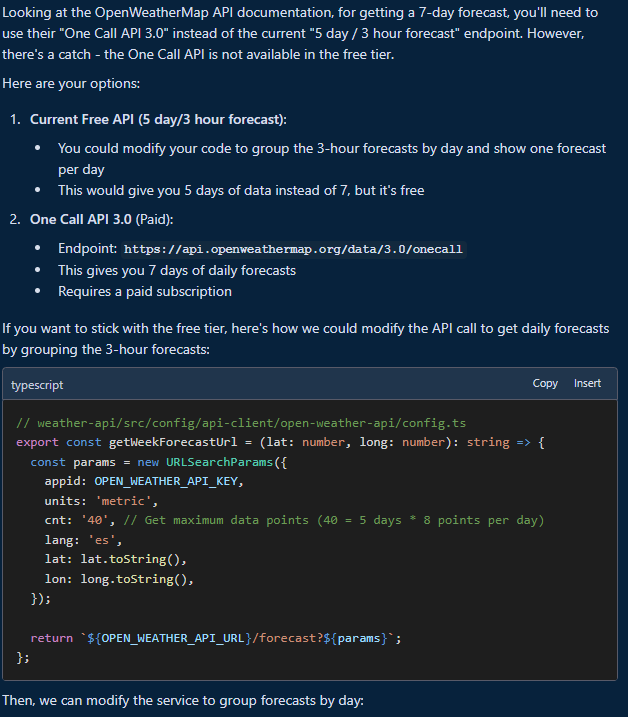 Looking at the OpenWeatherMap API documentation, for getting a 7-day forecast, you'll need to
use their "One Call API 3.0" instead of the current "5 day / 3 hour forecast" endpoint. However,
there's a catch - the One Call API is not available in the free tier.
Here are your options:
1. Current Free API (5 day/3 hour forecast):
• You could modify your code to group the 3-hour forecasts by day and show one forecast
per day
• This would give you 5 days of data instead of 7, but it's free
2. One Call API 3.0 (Paid):
• Endpoint: https://api.openweathermap.org/data/3.0/onecall
• This gives you 7 days of daily forecasts
• Requires a paid subscription
If you want to stick with the free tier, here's how we could modify the API call to get daily forecasts
by grouping the 3-hour forecasts:
typescript Copy Insert
// weather-api/src/config/api-client/open-weather-api/config.ts
export const getWeekForecastUrl = (lat: number, long: number): string => {
  const params = new URLSearchParams({
    appid: OPEN_WEATHER_API_KEY,
    units: 'metric',
    cnt: '40', // Get maximum data points (40 = 5 days * 8 points per day)
    lang: 'es',
    lat: lat.toString(),
    lon: long.toString(),
  });
  return `${OPEN_WEATHER_API_URL}/forecast?${params}`;
};
Then, we can modify the service to group forecasts by day: